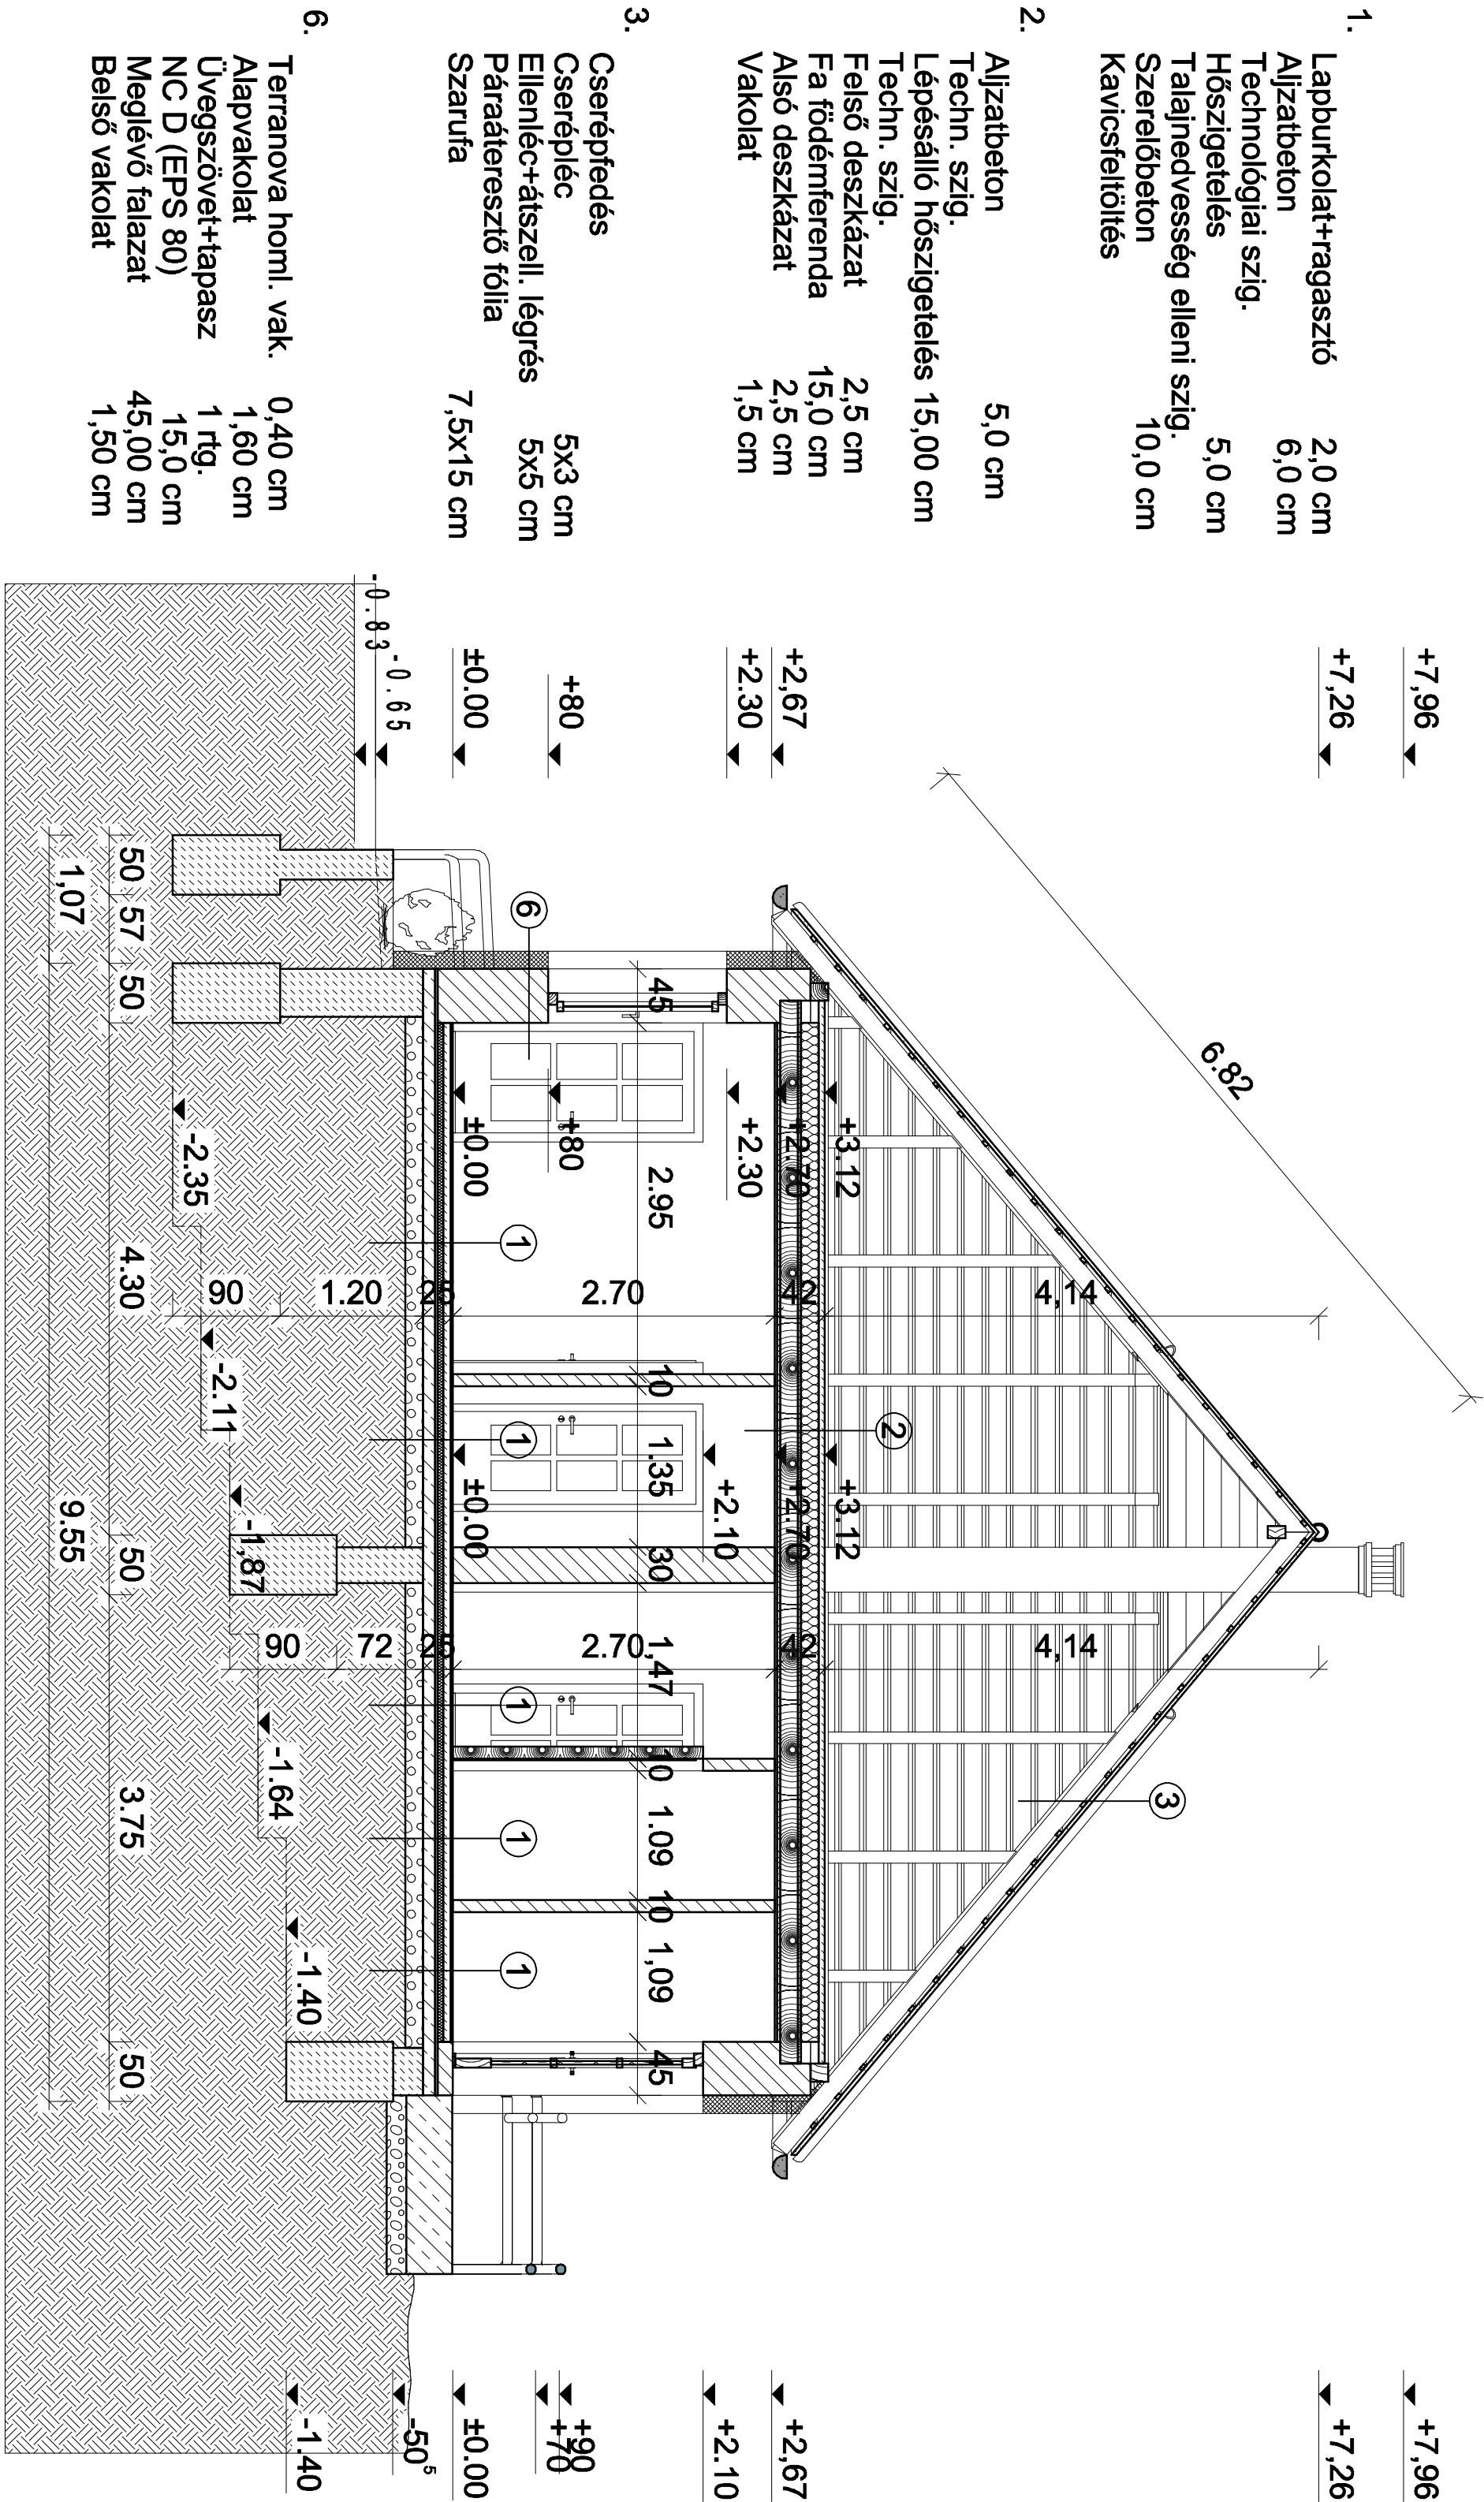 1.
Lapburkolat+ragasztó 2,0 cm
Aljzatbeton 6,0 cm
Technológiai szig.
Hőszigetelés 5,0 cm
Talajnedvesség elleni szig.
Szerelőbeton 10,0 cm
Kavicsfeltöltés
2.
Aljzatbeton 5,0 cm
Techn. szig.
Lépésálló hőszigetelés 15,00 cm
Techn. szig.
Felső deszkázat 2,5 cm
Fa födémferenda 15,0 cm
Alsó deszkázat 2,5 cm
Vakolat 1,5 cm
3.
Cserépfedés
Cserépléc 5x3 cm
Ellenléc+átszell. légrés 5x5 cm
Páraáteresztő fólia
Szarufa 7,5x15 cm
6.
Terranova homl. vak. 0,40 cm
Alapvakolat 1,60 cm
Üvegszövet+tapasz 1 rtg.
NC D (EPS 80) 15,0 cm
Meglévő falazat 45,00 cm
Belső vakolat 1,50 cm
+7,96
+7,26
+2,67
+2.30
+80
±0.00
-0.65
-0.83
6.82
4,14
4,14
3
2
+3.12
+3.12
+2.70
+2.70
42
42
+2.30
+2.10
45
2.95
10
1.35
30
1,47
10
1.09
10
1,09
45
2.70
2.70
+80
6
1
1
1
1
1
±0.00
±0.00
25
25
1.20
72
90
90
-2.35
-2.11
-1,87
-1.64
-1.40
50
57
50
4.30
50
3.75
50
1,07
9.55
+7,96
+7,26
+2,67
+2.10
+90
+70
±0.00
-50⁵
-1.40